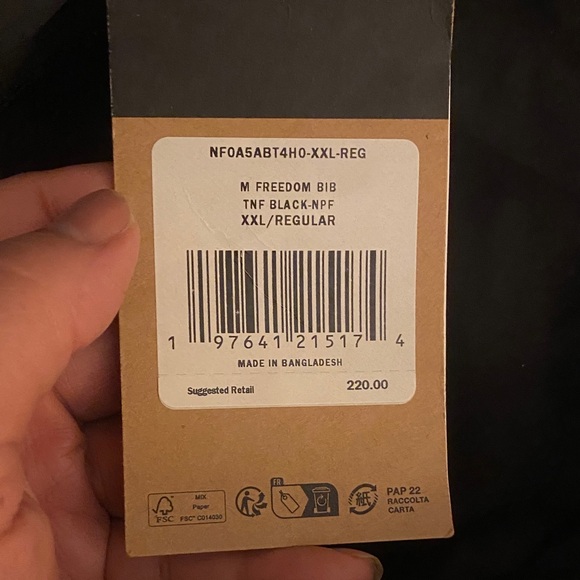 NF0A5ABT4H0-XXL-REG
M FREEDOM BIB
TNF BLACK-NPF
XXL/REGULAR
1 97641 21517 4
MADE IN BANGLADESH
Suggested Retail 220.00
FSC
MIX
Paper
FSC® C014030
FR
紙
PAP 22
RACCOLTA
CARTA